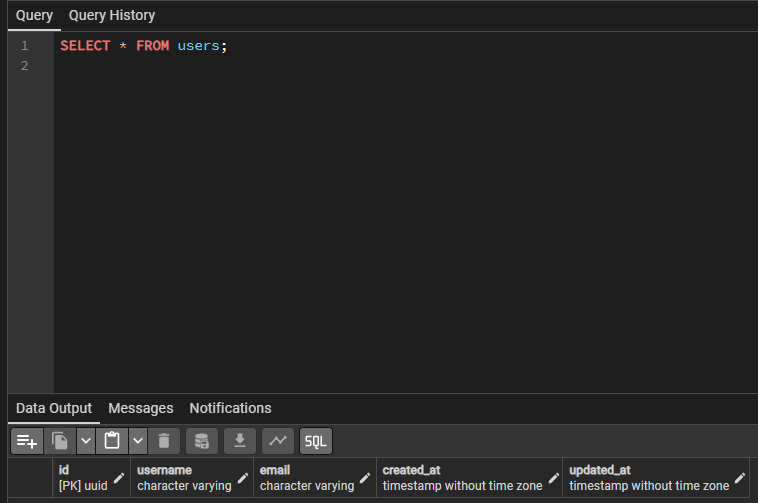 Query Query History
1 SELECT * FROM users;
2
Data Output Messages Notifications
SQL
id username email created_at updated_at
[PK] uuid character varying character varying timestamp without time zone timestamp without time zone